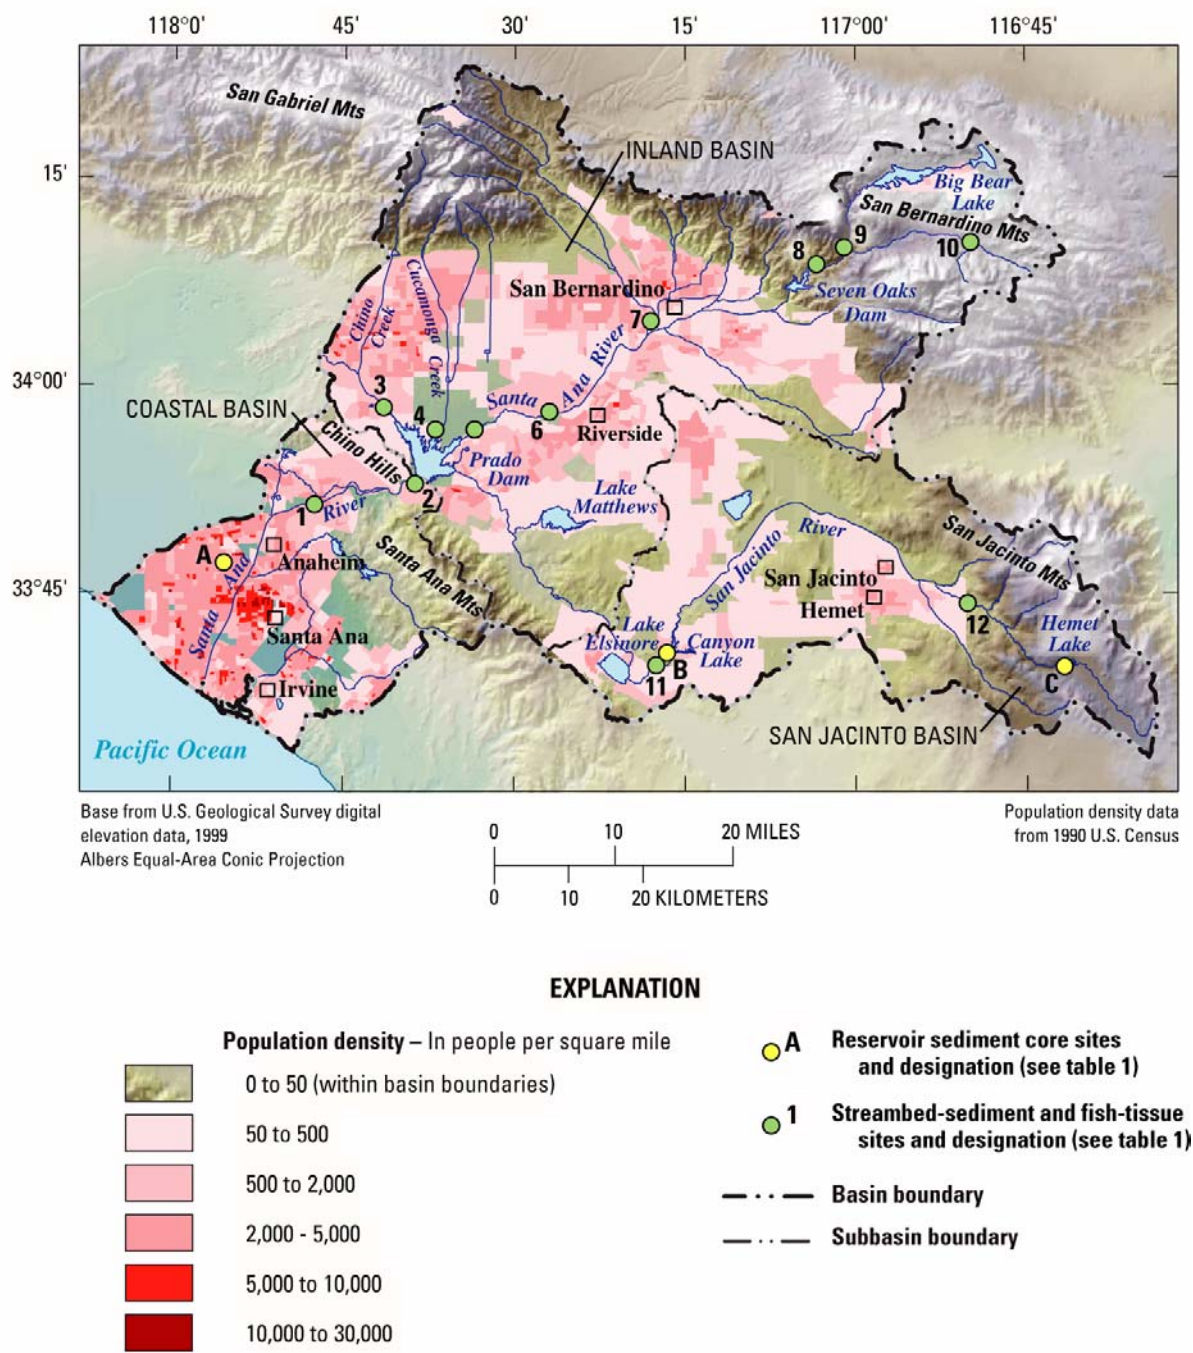 118°0' 45' 30' 15' 117°00' 116°45'
San Gabriel Mts
INLAND BASIN
15'
Big Bear
Lake
San Bernardino Mts
8 9 10
Seven Oaks
Dam
San Bernardino
7
Chino
Creek
Cucamonga
Creek
Santa
Ana River
34°00'
3
COASTAL BASIN
4
6
Riverside
Chino Hills
Prado
Dam
2
Lake
Matthews
1
River
San Jacinto
River
San Jacinto Mts
A
Anaheim
Santa Ana Mts
33°45'
San Jacinto
Hemet
Santa
Ana
Santa Ana
Lake
Elsinore
Canyon
Lake
12
Hemet
Lake
11 B
C
Irvine
SAN JACINTO BASIN
Pacific Ocean
Base from U.S. Geological Survey digital
elevation data, 1999
Albers Equal-Area Conic Projection
Population density data
from 1990 U.S. Census
0 10 20 MILES
0 10 20 KILOMETERS
EXPLANATION
Population density – In people per square mile
0 to 50 (within basin boundaries)
50 to 500
500 to 2,000
2,000 - 5,000
5,000 to 10,000
10,000 to 30,000
A Reservoir sediment core sites
and designation (see table 1)
1 Streambed-sediment and fish-tissue
sites and designation (see table 1)
Basin boundary
Subbasin boundary